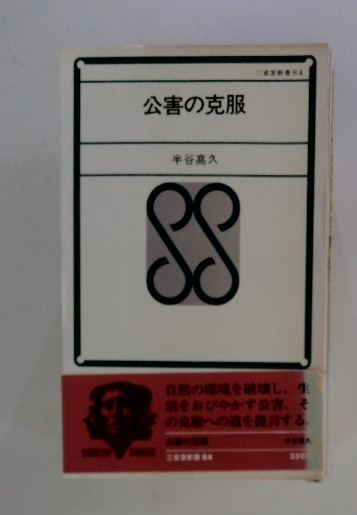 三省堂新書84
公害の克服
半谷高久
自然の環境を破壊し、生
活をおびやかす公害。そ
の克服への道を提言する。
公害の克服
半谷高久
三省堂新書 84
SANSEIDO SHINSHO